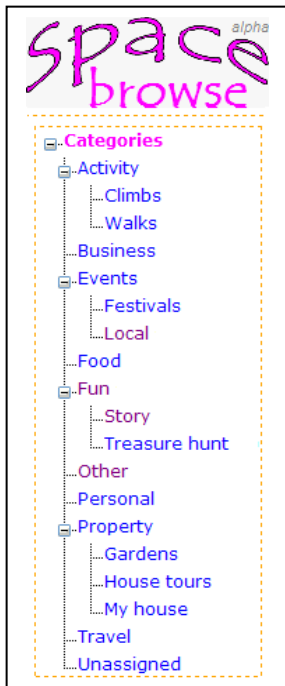 space
alpha
browse
Categories
Activity
Climbs
Walks
Business
Events
Festivals
Local
Food
Fun
Story
Treasure hunt
Other
Personal
Property
Gardens
House tours
My house
Travel
Unassigned